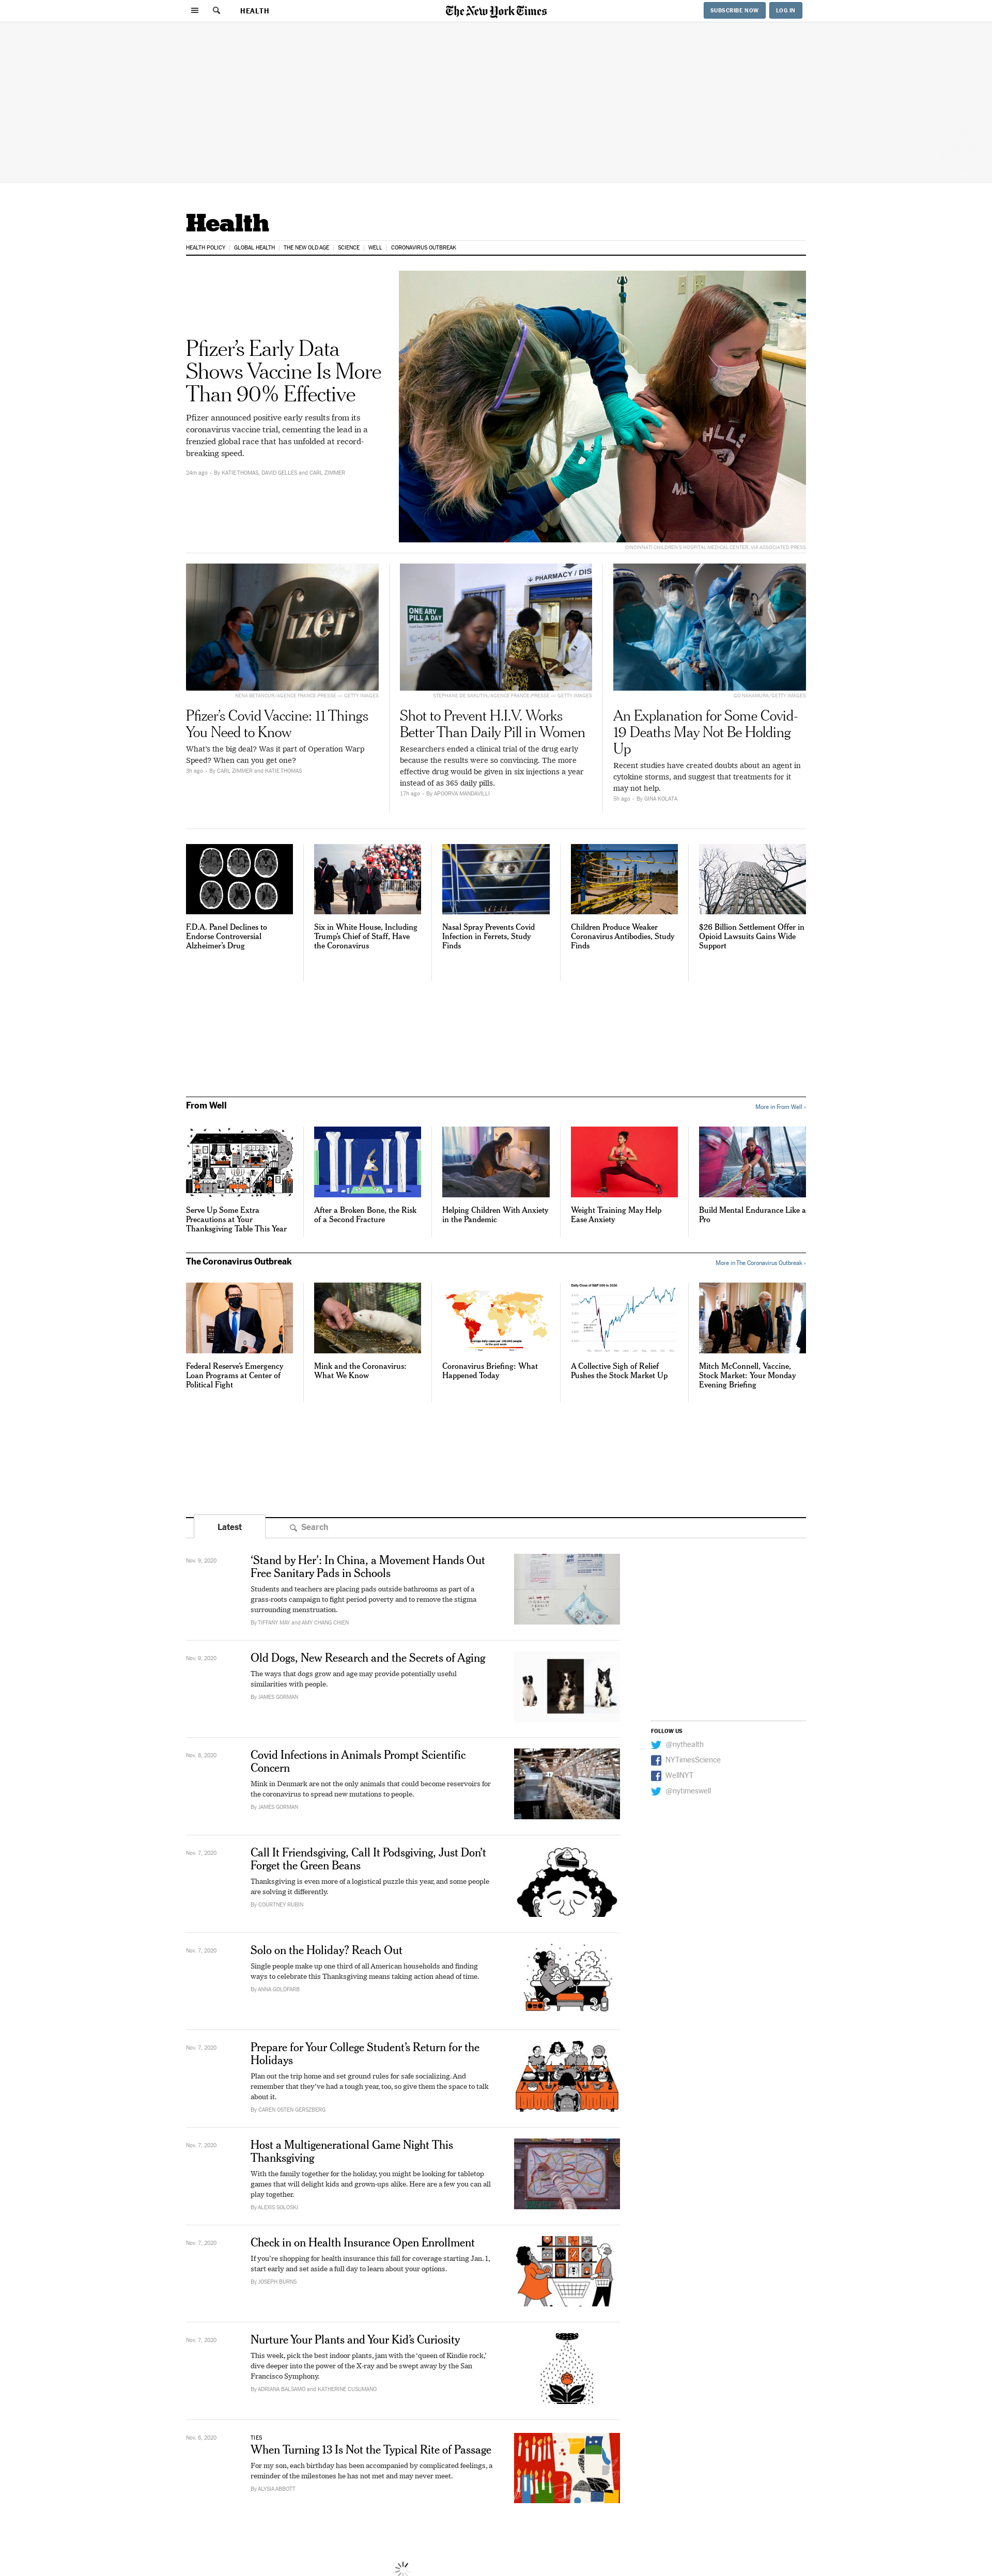 HEALTH
The New York Times
SUBSCRIBE NOW
LOG IN
Health
HEALTH POLICY
GLOBAL HEALTH
THE NEW OLD AGE
SCIENCE
WELL
CORONAVIRUS OUTBREAK
Pfizer’s Early Data
Shows Vaccine Is More
Than 90% Effective
Pfizer announced positive early results from its
coronavirus vaccine trial, cementing the lead in a
frenzied global race that has unfolded at record-
breaking speed.
24m ago • By KATIE THOMAS, DAVID GELLES and CARL ZIMMER
CINCINNATI CHILDREN'S HOSPITAL MEDICAL CENTER, VIA ASSOCIATED PRESS
Pfizer
KENA BETANCUR/AGENCE FRANCE-PRESSE — GETTY IMAGES
Pfizer’s Covid Vaccine: 11 Things
You Need to Know
What’s the big deal? Was it part of Operation Warp
Speed? When can you get one?
3h ago • By CARL ZIMMER and KATIE THOMAS
PHARMACY / DIS
ONE ARV
PILL A DAY
STEPHANE DE SAKUTIN/AGENCE FRANCE-PRESSE — GETTY IMAGES
Shot to Prevent H.I.V. Works
Better Than Daily Pill in Women
Researchers ended a clinical trial of the drug early
because the results were so convincing. The more
effective drug would be given in six injections a year
instead of as 365 daily pills.
17h ago • By APOORVA MANDAVILLI
GO NAKAMURA/GETTY IMAGES
An Explanation for Some Covid-
19 Deaths May Not Be Holding
Up
Recent studies have created doubts about an agent in
cytokine storms, and suggest that treatments for it
may not help.
5h ago • By GINA KOLATA
F.D.A. Panel Declines to
Endorse Controversial
Alzheimer’s Drug
Six in White House, Including
Trump’s Chief of Staff, Have
the Coronavirus
Nasal Spray Prevents Covid
Infection in Ferrets, Study
Finds
Children Produce Weaker
Coronavirus Antibodies, Study
Finds
$26 Billion Settlement Offer in
Opioid Lawsuits Gains Wide
Support
From Well
More in From Well ›
Serve Up Some Extra
Precautions at Your
Thanksgiving Table This Year
After a Broken Bone, the Risk
of a Second Fracture
Helping Children With Anxiety
in the Pandemic
Weight Training May Help
Ease Anxiety
Build Mental Endurance Like a
Pro
The Coronavirus Outbreak
More in The Coronavirus Outbreak ›
Federal Reserve’s Emergency
Loan Programs at Center of
Political Fight
Mink and the Coronavirus:
What We Know
Coronavirus Briefing: What
Happened Today
A Collective Sigh of Relief
Pushes the Stock Market Up
Mitch McConnell, Vaccine,
Stock Market: Your Monday
Evening Briefing
Latest
Search
Nov. 9, 2020
‘Stand by Her’: In China, a Movement Hands Out
Free Sanitary Pads in Schools
Students and teachers are placing pads outside bathrooms as part of a
grass-roots campaign to fight period poverty and to remove the stigma
surrounding menstruation.
By TIFFANY MAY and AMY CHANG CHIEN
Nov. 9, 2020
Old Dogs, New Research and the Secrets of Aging
The ways that dogs grow and age may provide potentially useful
similarities with people.
By JAMES GORMAN
FOLLOW US
@nythealth
NYTimesScience
WellNYT
@nytimeswell
Nov. 8, 2020
Covid Infections in Animals Prompt Scientific
Concern
Mink in Denmark are not the only animals that could become reservoirs for
the coronavirus to spread new mutations to people.
By JAMES GORMAN
Nov. 7, 2020
Call It Friendsgiving, Call It Podsgiving, Just Don’t
Forget the Green Beans
Thanksgiving is even more of a logistical puzzle this year, and some people
are solving it differently.
By COURTNEY RUBIN
Nov. 7, 2020
Solo on the Holiday? Reach Out
Single people make up one third of all American households and finding
ways to celebrate this Thanksgiving means taking action ahead of time.
By ANNA GOLDFARB
Nov. 7, 2020
Prepare for Your College Student’s Return for the
Holidays
Plan out the trip home and set ground rules for safe socializing. And
remember that they’ve had a tough year, too, so give them the space to talk
about it.
By CAREN OSTEN GERSZBERG
Nov. 7, 2020
Host a Multigenerational Game Night This
Thanksgiving
With the family together for the holiday, you might be looking for tabletop
games that will delight kids and grown-ups alike. Here are a few you can all
play together.
By ALEXIS SOLOSKI
Nov. 7, 2020
Check in on Health Insurance Open Enrollment
If you’re shopping for health insurance this fall for coverage starting Jan. 1,
start early and set aside a full day to learn about your options.
By JOSEPH BURNS
Nov. 7, 2020
Nurture Your Plants and Your Kid’s Curiosity
This week, pick the best indoor plants, jam with the ‘queen of Kindie rock,’
dive deeper into the power of the X-ray and be swept away by the San
Francisco Symphony.
By ADRIANA BALSAMO and KATHERINE CUSUMANO
Nov. 6, 2020
TIES
When Turning 13 Is Not the Typical Rite of Passage
For my son, each birthday has been accompanied by complicated feelings, a
reminder of the milestones he has not met and may never meet.
By ALYSIA ABBOTT